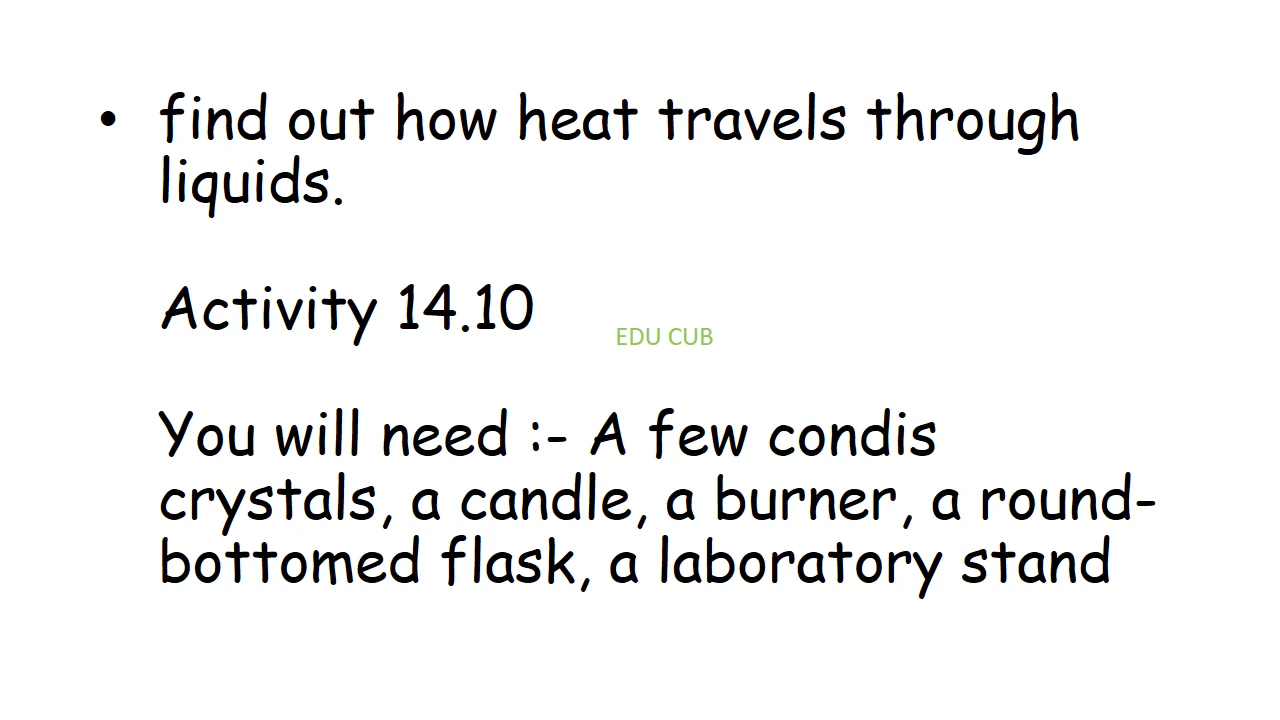 • find out how heat travels through
liquids.
Activity 14.10
EDU CUB
You will need :- A few condis
crystals, a candle, a burner, a round-
bottomed flask, a laboratory stand